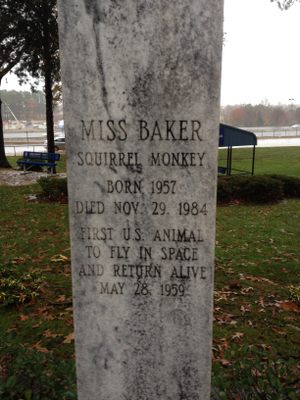 MISS BAKER
SQUIRREL MONKEY
BORN 1957
DIED NOV. 29. 1984
FIRST U.S. ANIMAL
TO FLY IN SPACE
AND RETURN ALIVE
MAY 28. 1959